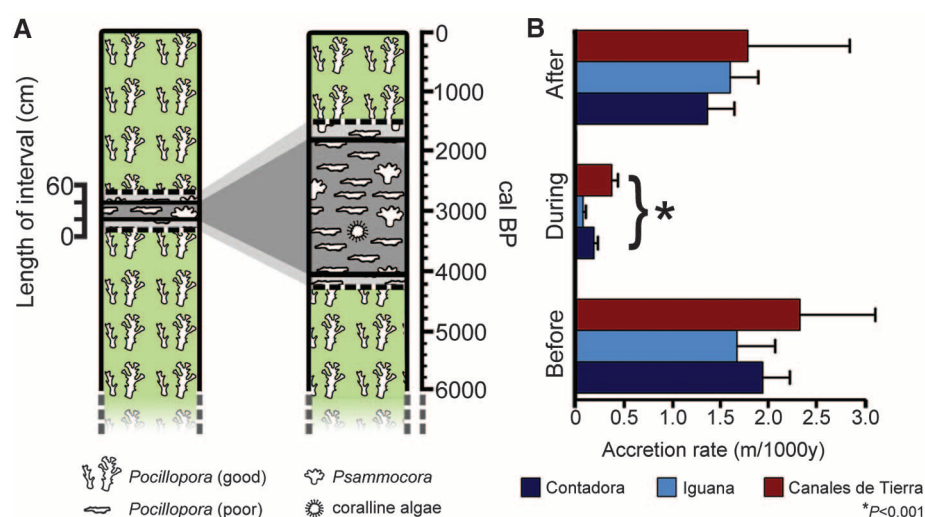 A
Length of interval (cm)
60
0
0
1000
2000
3000
4000
5000
6000
cal BP
Pocillopora (good)
Pocillopora (poor)
Psammocora
coralline algae
B
After
During
Before
*
0
0.5
1.0
1.5
2.0
2.5
3.0
Accretion rate (m/1000y)
Contadora
Iguana
Canales de Tierra
*P<0.001